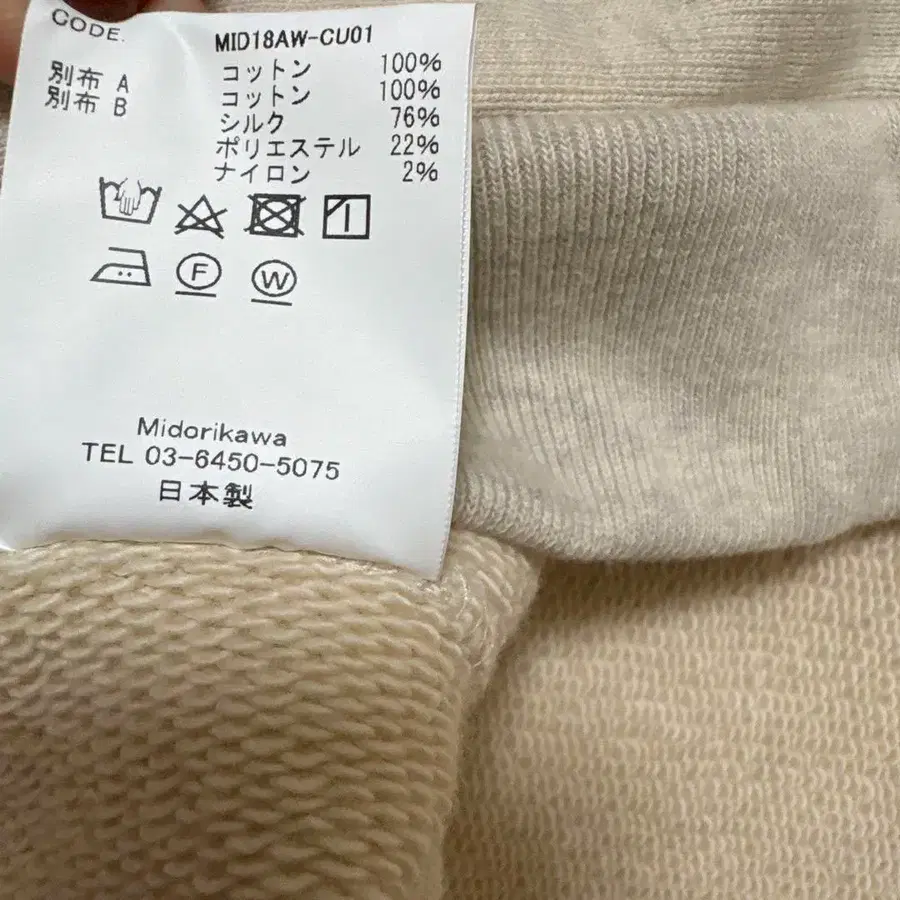 CODE. MID18AW-CU01
コットン 100%
別布 A コットン 100%
別布 B シルク 76%
ポリエステル 22%
ナイロン 2%
F
W
Midorikawa
TEL 03-6450-5075
日本製